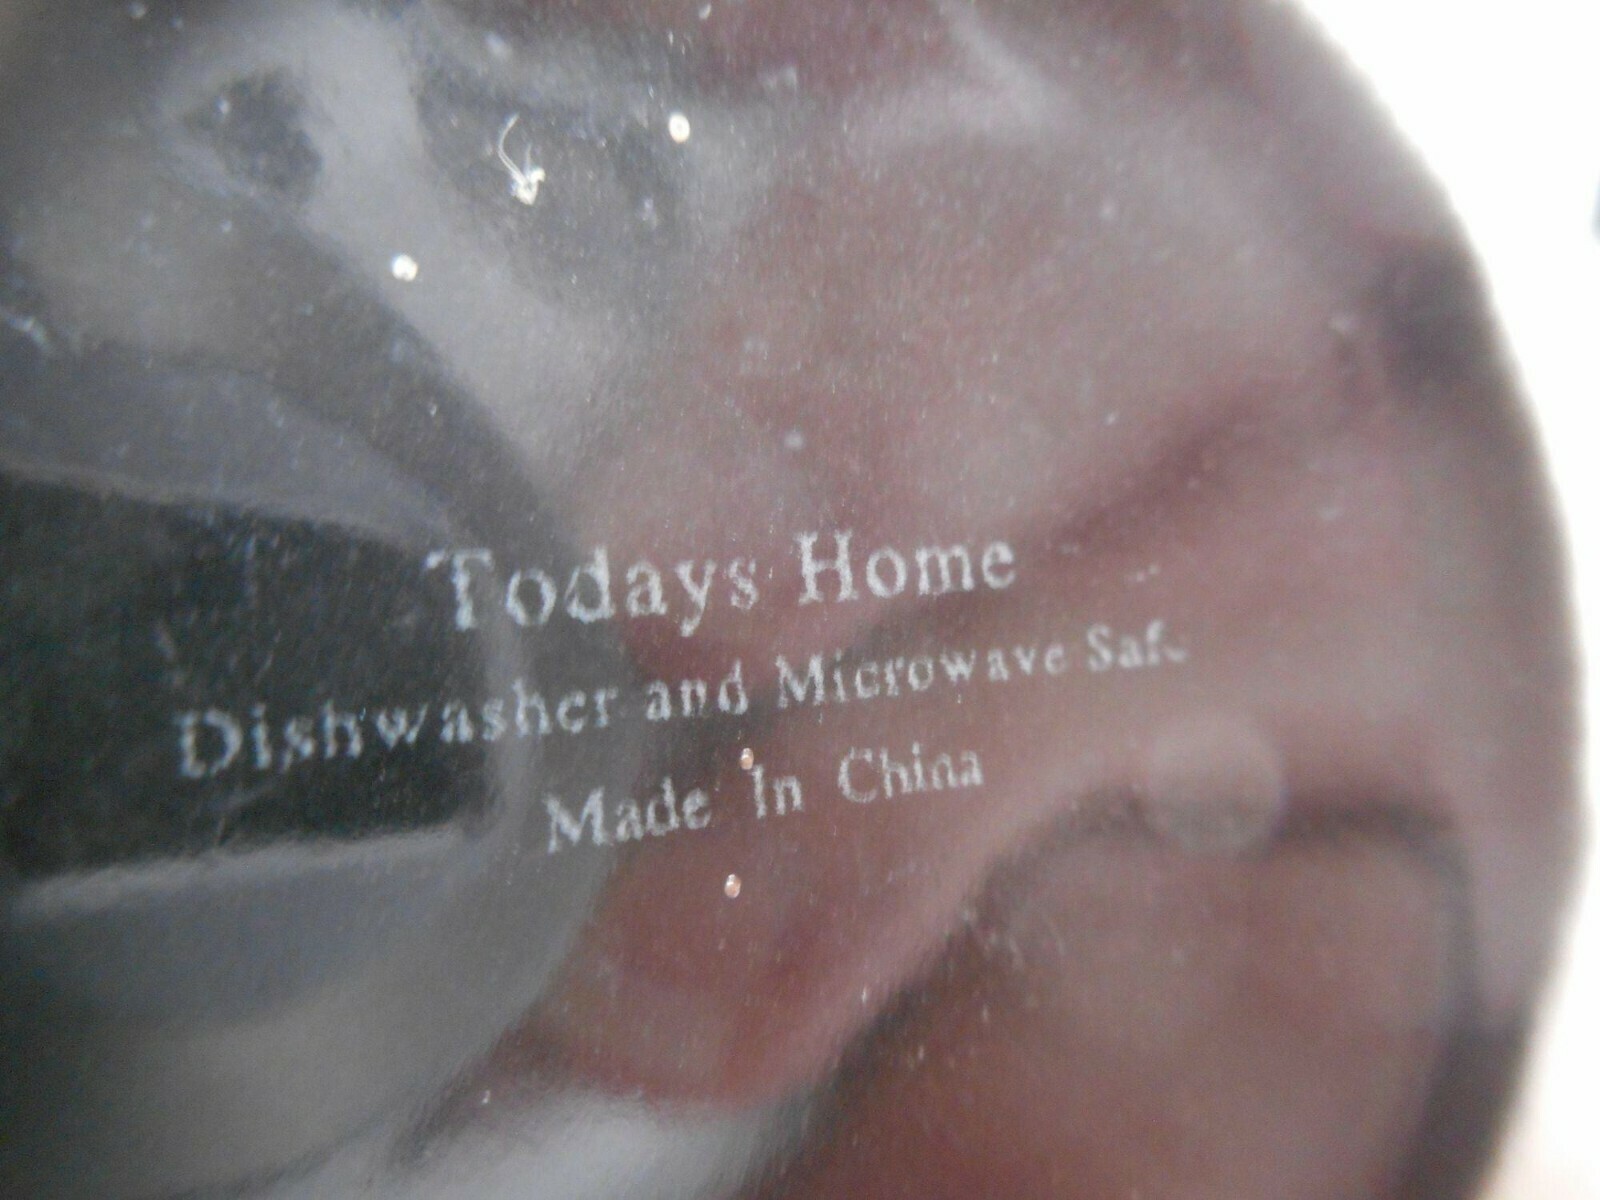 Todays Home
Dishwasher and Microwave Safe
Made In China